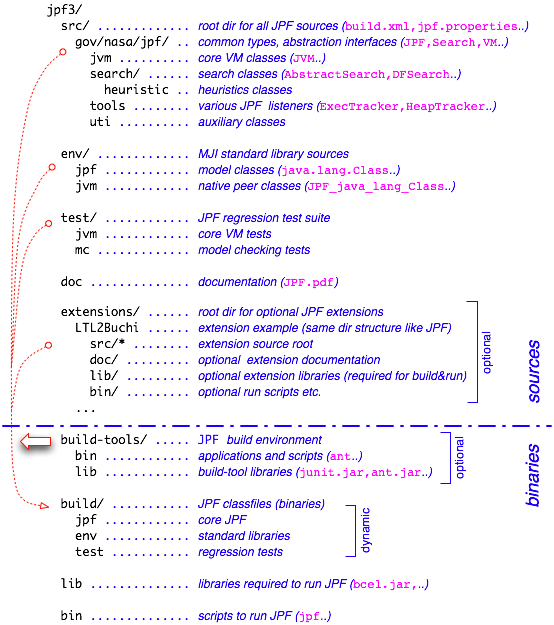 jpf3/
src/ ............. root dir for all JPF sources (build.xml,jpf.properties..)
gov/nasa/jpf/ .. common types, abstraction interfaces (JPF,Search,VM..)
jvm ............. core VM classes (JVM..)
search/ ......... search classes (AbstractSearch,DFSearch..)
heuristic .. heuristics classes
tools .......... various JPF listeners (ExecTracker,HeapTracker..)
uti ............. auxiliary classes
env/ ............. MJI standard library sources
jpf ............. model classes (java.lang.Class..)
jvm ............. native peer classes (JPF_java_lang_Class..)
test/ ............ JPF regression test suite
jvm ............. core VM tests
mc .............. model checking tests
doc .............. documentation (JPF.pdf)
extensions/ ...... root dir for optional JPF extensions
LTL2Buchi ...... extension example (same dir structure like JPF)
src/* ......... extension source root
doc/ .......... optional extension documentation
lib/ .......... optional extension libraries (required for build&run)
bin/ .......... optional run scripts etc.
...
optional
sources
build-tools/ ..... JPF build environment
bin ............. applications and scripts (ant..)
lib ............. build-tool libraries (junit.jar,ant.jar..)
optional
binaries
build/ ........... JPF classfiles (binaries)
jpf ............. core JPF
env ............. standard libraries
test ............ regression tests
dynamic
lib .............. libraries required to run JPF (bcel.jar,..)
bin .............. scripts to run JPF (jpf..)